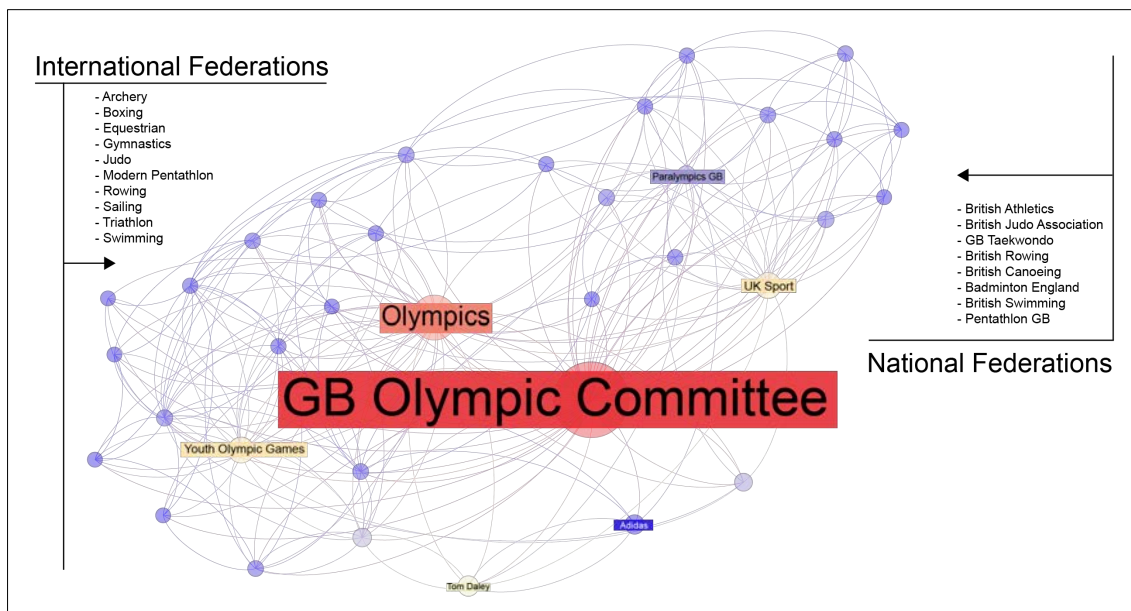 International Federations
- Archery
- Boxing
- Equestrian
- Gymnastics
- Judo
- Modern Pentathlon
- Rowing
- Sailing
- Triathlon
- Swimming
Paralympics GB
UK Sport
Olympics
GB Olympic Committee
Youth Olympic Games
Adidas
Tom Daley
- British Athletics
- British Judo Association
- GB Taekwondo
- British Rowing
- British Canoeing
- Badminton England
- British Swimming
- Pentathlon GB
National Federations